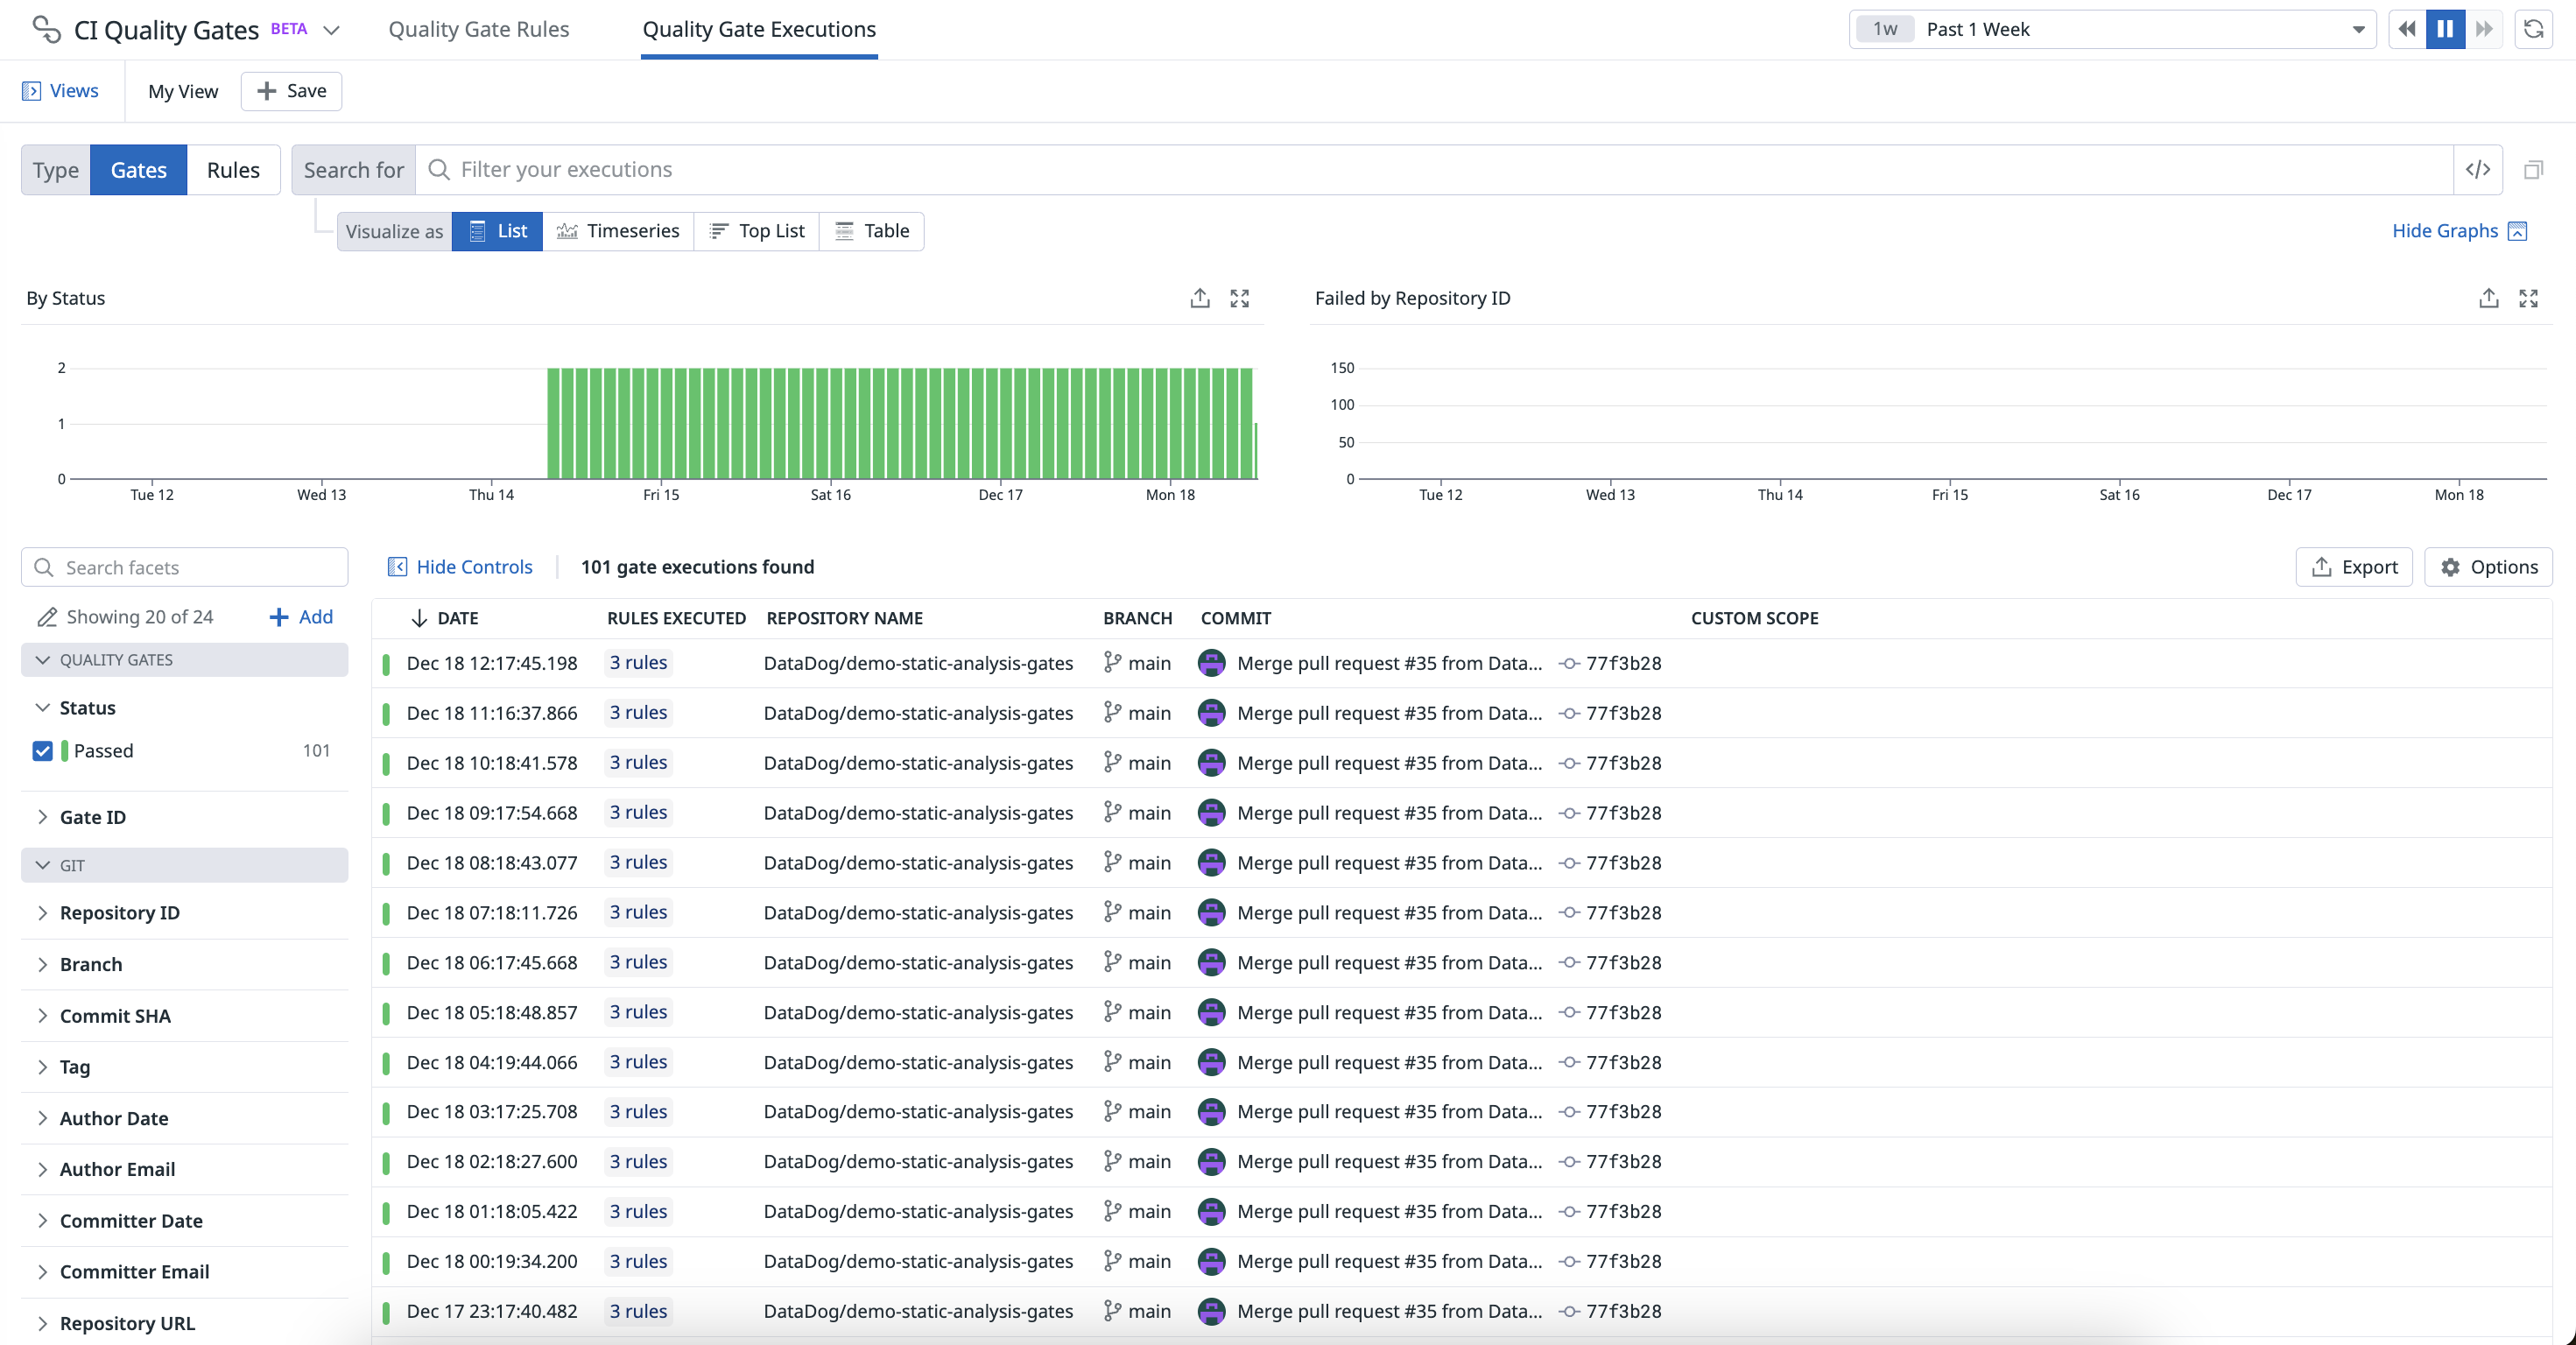 CI Quality Gates BETA Quality Gate Rules Quality Gate Executions 1w Past 1 Week
Views My View + Save
Type Gates Rules Search for Filter your executions </>
Visualize as List Timeseries Top List Table Hide Graphs
By Status
2
1
0
Tue 12 Wed 13 Thu 14 Fri 15 Sat 16 Dec 17 Mon 18
Failed by Repository ID
150
100
50
0
Tue 12 Wed 13 Thu 14 Fri 15 Sat 16 Dec 17 Mon 18
Search facets
Showing 20 of 24 + Add
QUALITY GATES
Status
Passed 101
Gate ID
GIT
Repository ID
Branch
Commit SHA
Tag
Author Date
Author Email
Committer Date
Committer Email
Repository URL
Hide Controls 101 gate executions found Export Options
DATE RULES EXECUTED REPOSITORY NAME BRANCH COMMIT CUSTOM SCOPE
Dec 18 12:17:45.198 3 rules DataDog/demo-static-analysis-gates main Merge pull request #35 from Data... 77f3b28
Dec 18 11:16:37.866 3 rules DataDog/demo-static-analysis-gates main Merge pull request #35 from Data... 77f3b28
Dec 18 10:18:41.578 3 rules DataDog/demo-static-analysis-gates main Merge pull request #35 from Data... 77f3b28
Dec 18 09:17:54.668 3 rules DataDog/demo-static-analysis-gates main Merge pull request #35 from Data... 77f3b28
Dec 18 08:18:43.077 3 rules DataDog/demo-static-analysis-gates main Merge pull request #35 from Data... 77f3b28
Dec 18 07:18:11.726 3 rules DataDog/demo-static-analysis-gates main Merge pull request #35 from Data... 77f3b28
Dec 18 06:17:45.668 3 rules DataDog/demo-static-analysis-gates main Merge pull request #35 from Data... 77f3b28
Dec 18 05:18:48.857 3 rules DataDog/demo-static-analysis-gates main Merge pull request #35 from Data... 77f3b28
Dec 18 04:19:44.066 3 rules DataDog/demo-static-analysis-gates main Merge pull request #35 from Data... 77f3b28
Dec 18 03:17:25.708 3 rules DataDog/demo-static-analysis-gates main Merge pull request #35 from Data... 77f3b28
Dec 18 02:18:27.600 3 rules DataDog/demo-static-analysis-gates main Merge pull request #35 from Data... 77f3b28
Dec 18 01:18:05.422 3 rules DataDog/demo-static-analysis-gates main Merge pull request #35 from Data... 77f3b28
Dec 18 00:19:34.200 3 rules DataDog/demo-static-analysis-gates main Merge pull request #35 from Data... 77f3b28
Dec 17 23:17:40.482 3 rules DataDog/demo-static-analysis-gates main Merge pull request #35 from Data... 77f3b28